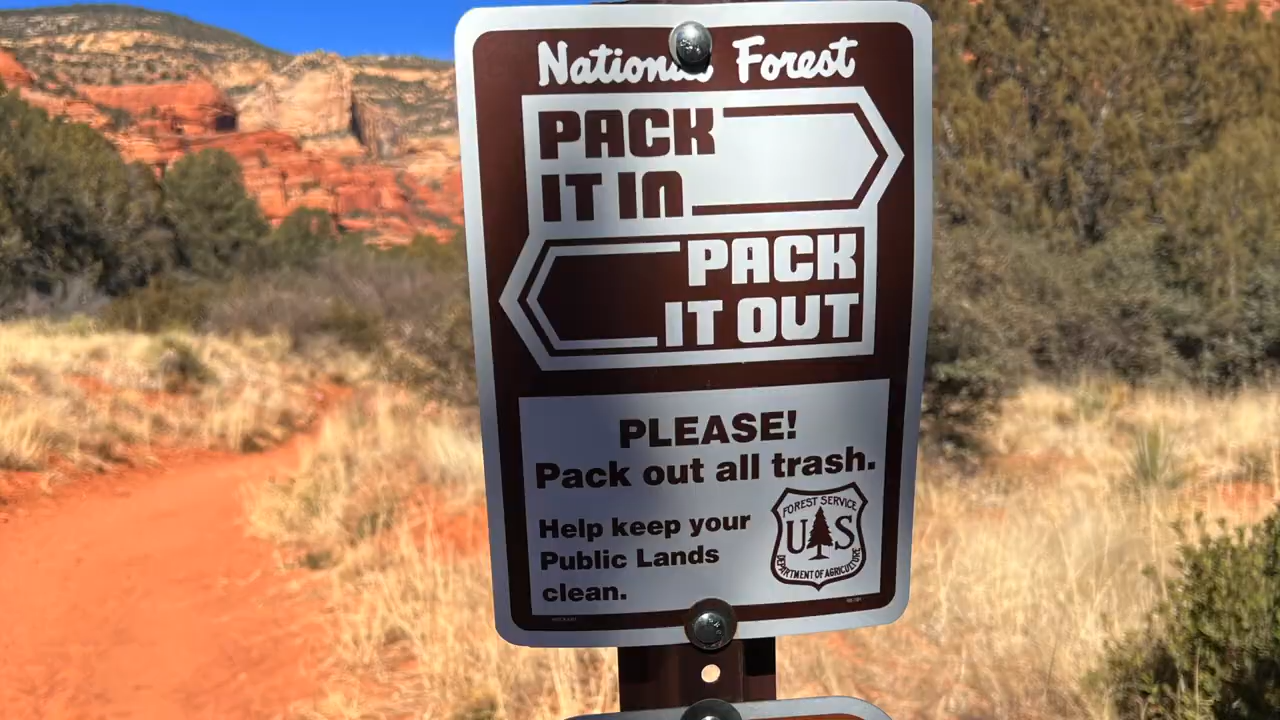 National Forest
PACK
IT IN
PACK
IT OUT
PLEASE!
Pack out all trash.
Help keep your
Public Lands
clean.
FOREST SERVICE
US
DEPARTMENT OF AGRICULTURE